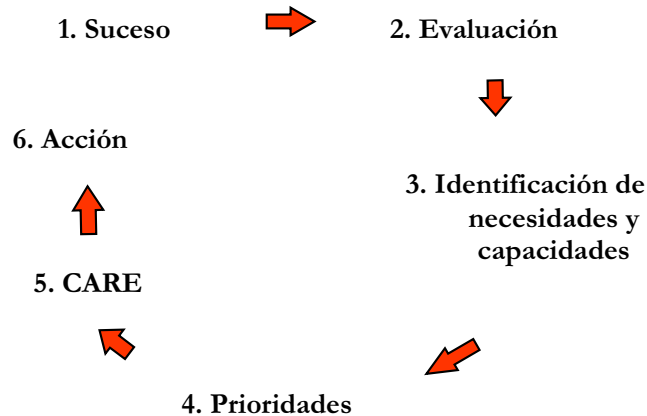 1. Suceso
2. Evaluación
3. Identificación de
necesidades y
capacidades
4. Prioridades
5. CARE
6. Acción